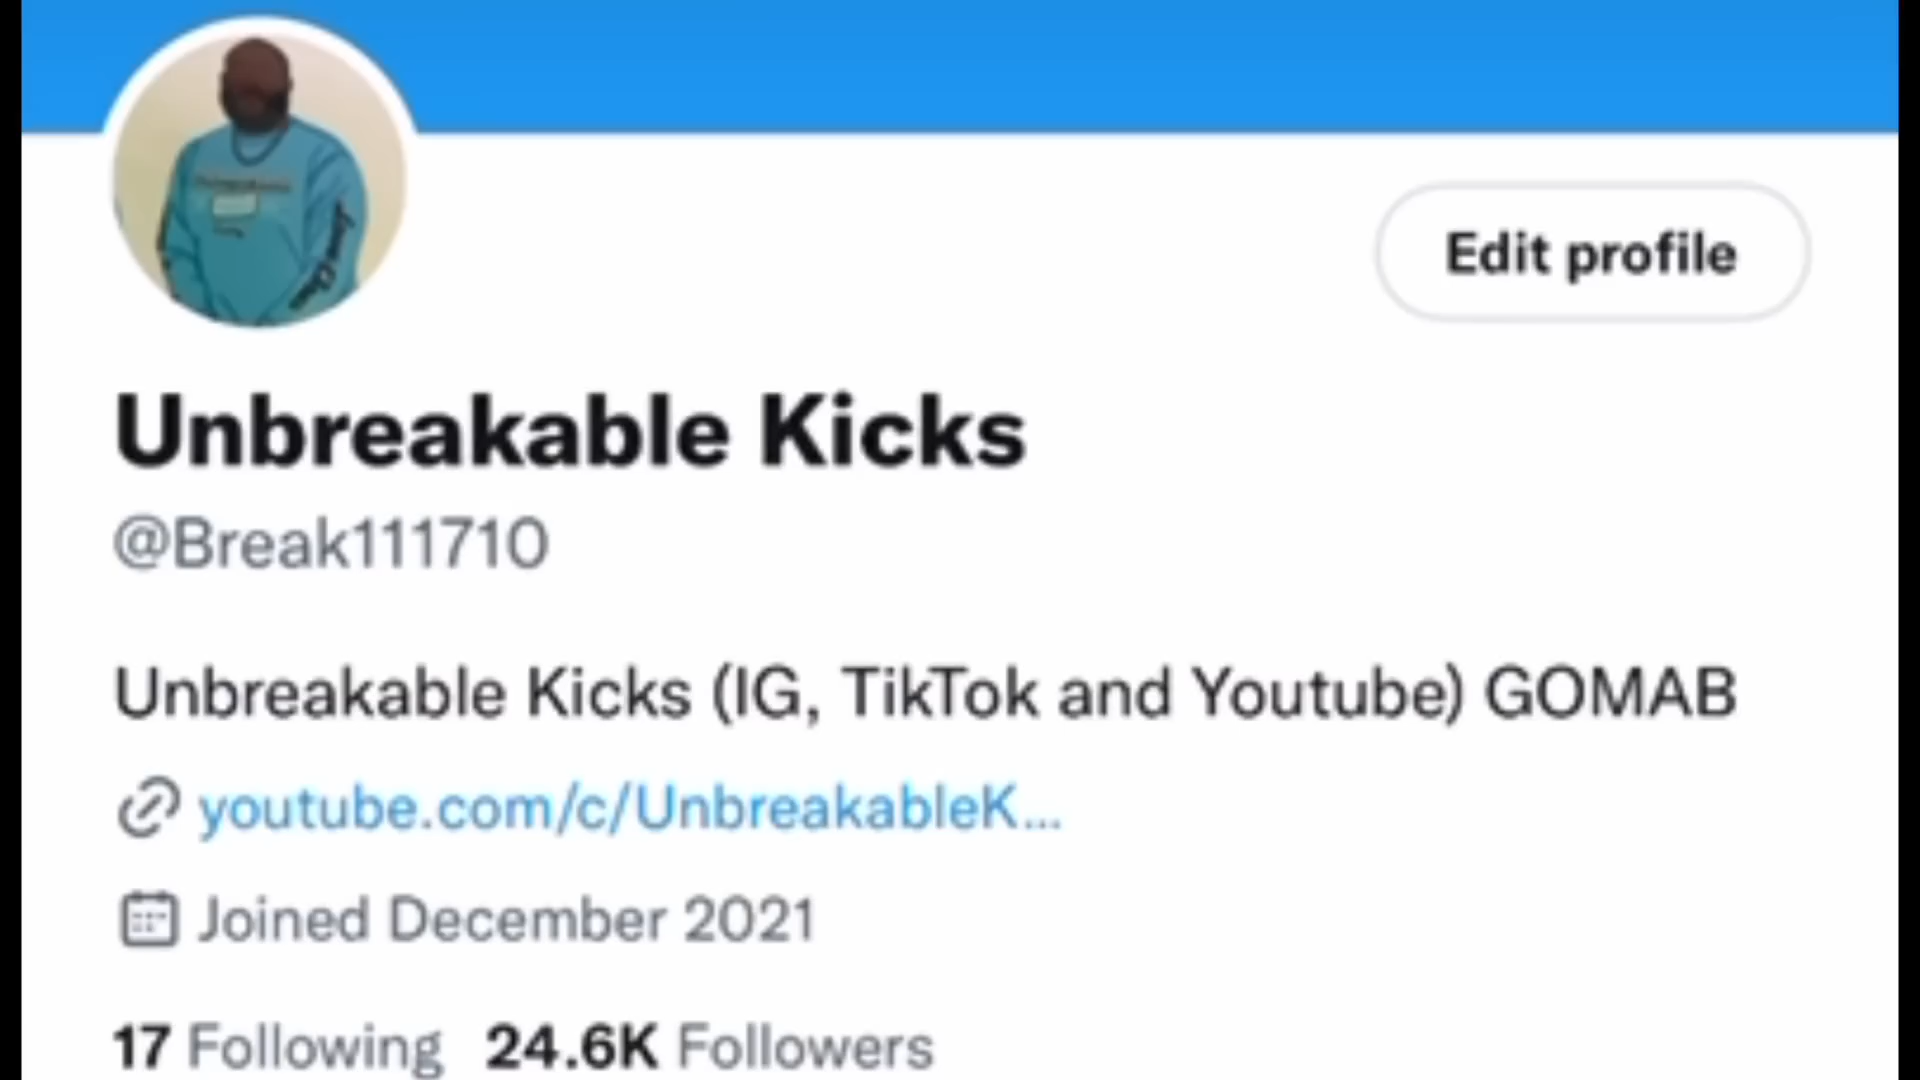 Edit profile
Unbreakable Kicks
@Break111710
Unbreakable Kicks (IG, TikTok and Youtube) GOMAB
youtube.com/c/UnbreakableK...
Joined December 2021
17 Following 24.6K Followers